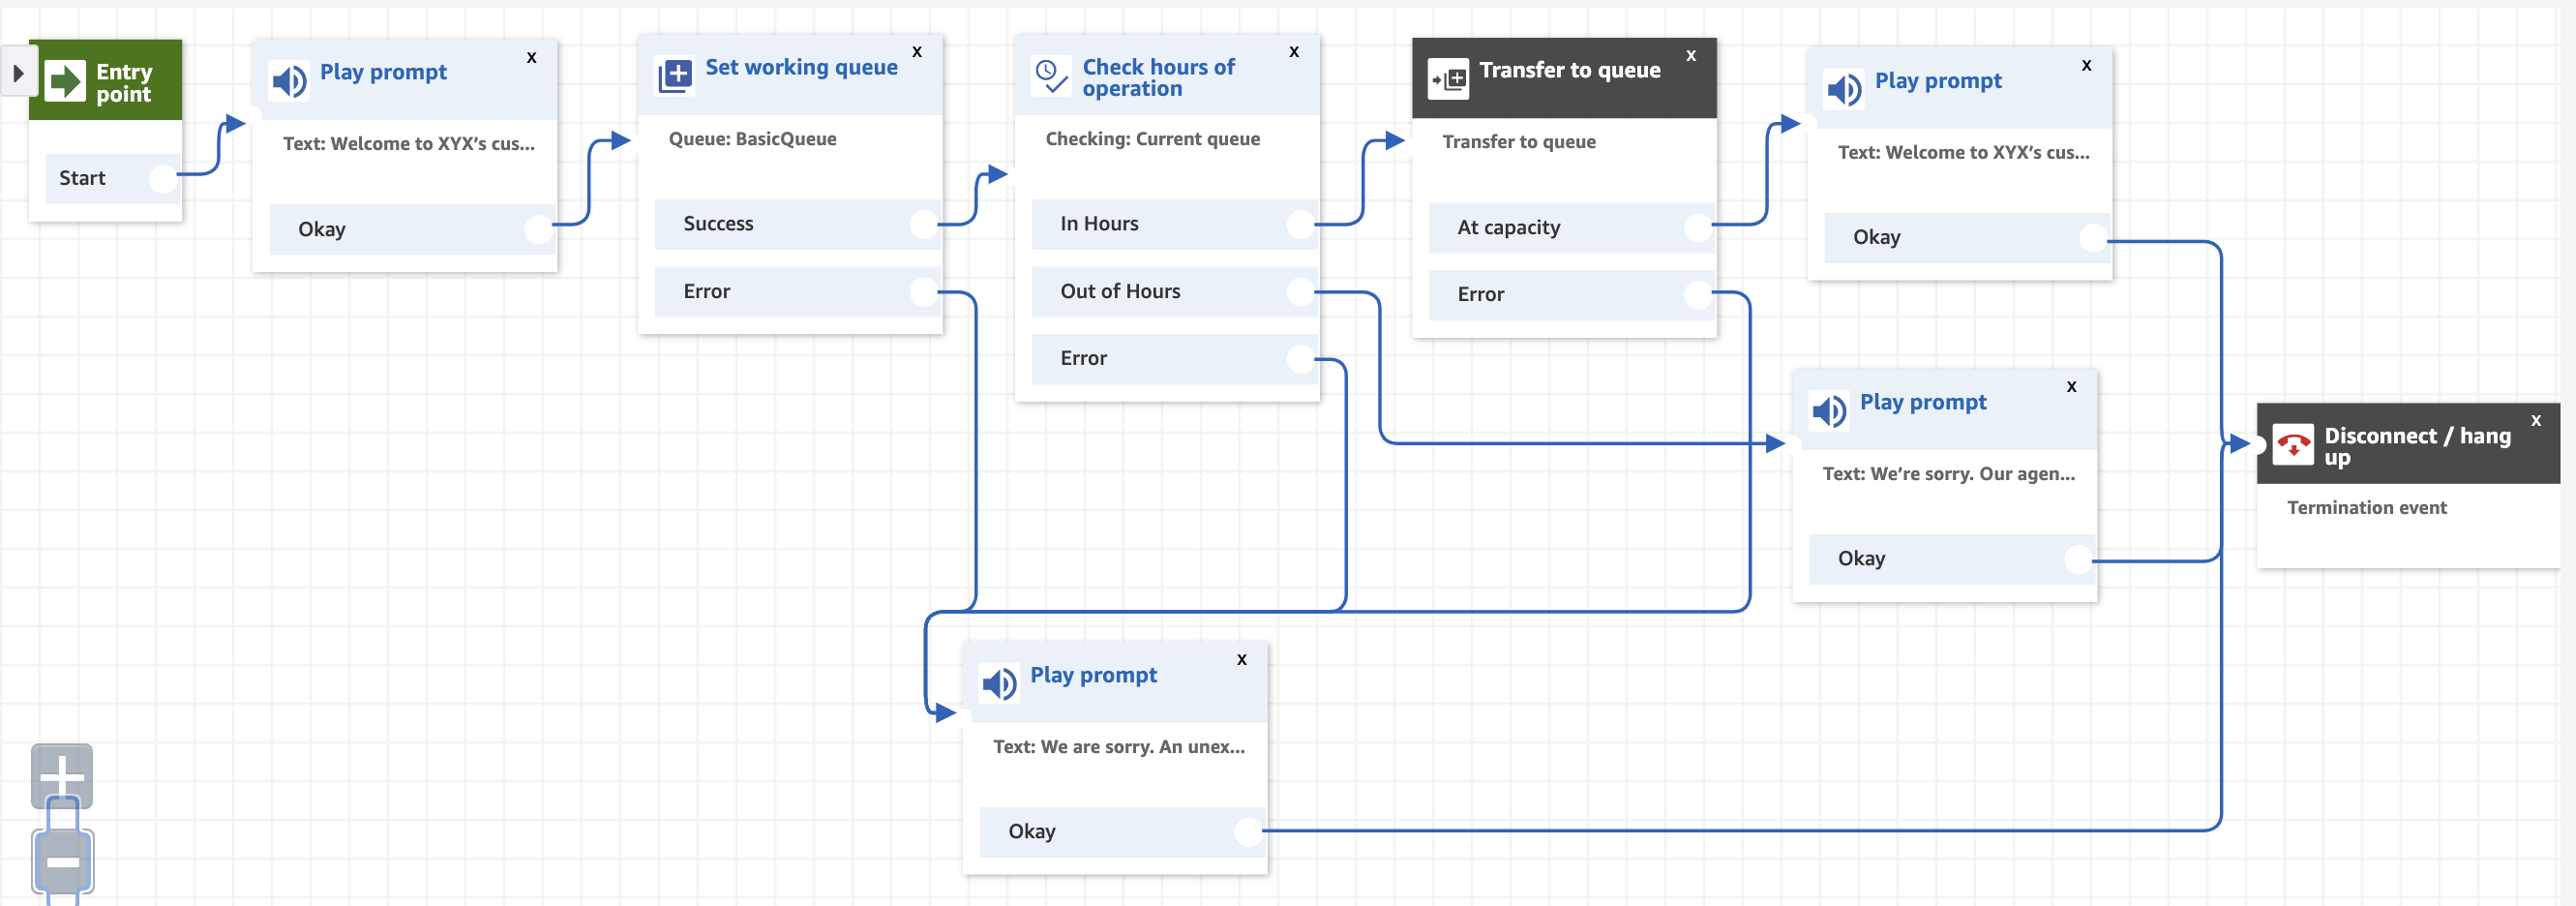 Entry
point
Start
Play prompt
x
Text: Welcome to XYX’s cus...
Okay
Set working queue
x
Queue: BasicQueue
Success
Error
Check hours of
operation
x
Checking: Current queue
In Hours
Out of Hours
Error
Transfer to queue
x
Transfer to queue
At capacity
Error
Play prompt
x
Text: Welcome to XYX’s cus...
Okay
Play prompt
x
Text: We’re sorry. Our agen...
Okay
Disconnect / hang
up
x
Termination event
Play prompt
x
Text: We are sorry. An unex...
Okay